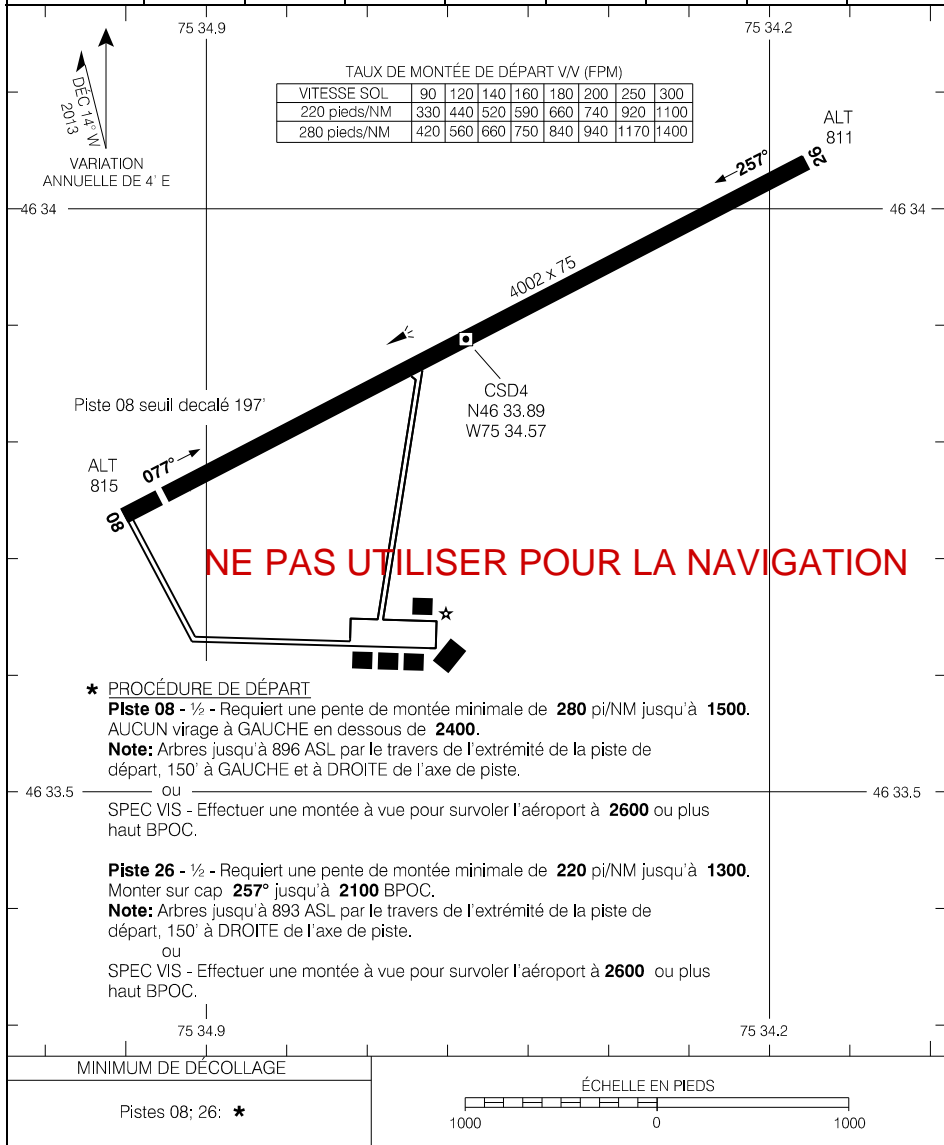 75 34.9
75 34.2
DÉC 14° W
2013
VARIATION
ANNUELLE DE 4' E
TAUX DE MONTÉE DE DÉPART V/V (FPM)
VITESSE SOL 90 120 140 160 180 200 250 300
220 pieds/NM 330 440 520 590 660 740 920 1100
280 pieds/NM 420 560 660 750 840 940 1170 1400
ALT
811
26
257°
46 34
46 34
4002 x 75
CSD4
N46 33.89
W75 34.57
Piste 08 seuil decalé 197'
ALT
815
077°
08
NE PAS UTILISER POUR LA NAVIGATION
* PROCÉDURE DE DÉPART
PIste 08 - ½ - Requiert une pente de montée minimale de 280 pi/NM jusqu'à 1500.
AUCUN virage à GAUCHE en dessous de 2400.
Note: Arbres jusqu'à 896 ASL par le travers de l'extrémité de la piste de
départ, 150' à GAUCHE et à DROITE de l'axe de piste.
46 33.5
ou
46 33.5
SPEC VIS - Effectuer une montée à vue pour survoler l'aéroport à 2600 ou plus
haut BPOC.
Piste 26 - ½ - Requiert une pente de montée minimale de 220 pi/NM jusqu'à 1300.
Monter sur cap 257° jusqu'à 2100 BPOC.
Note: Arbres jusqu'à 893 ASL par le travers de l'extrémité de la piste de
départ, 150' à DROITE de l'axe de piste.
ou
SPEC VIS - Effectuer une montée à vue pour survoler l'aéroport à 2600 ou plus
haut BPOC.
75 34.9
75 34.2
MINIMUM DE DÉCOLLAGE
Pistes 08; 26: *
ÉCHELLE EN PIEDS
1000 0 1000